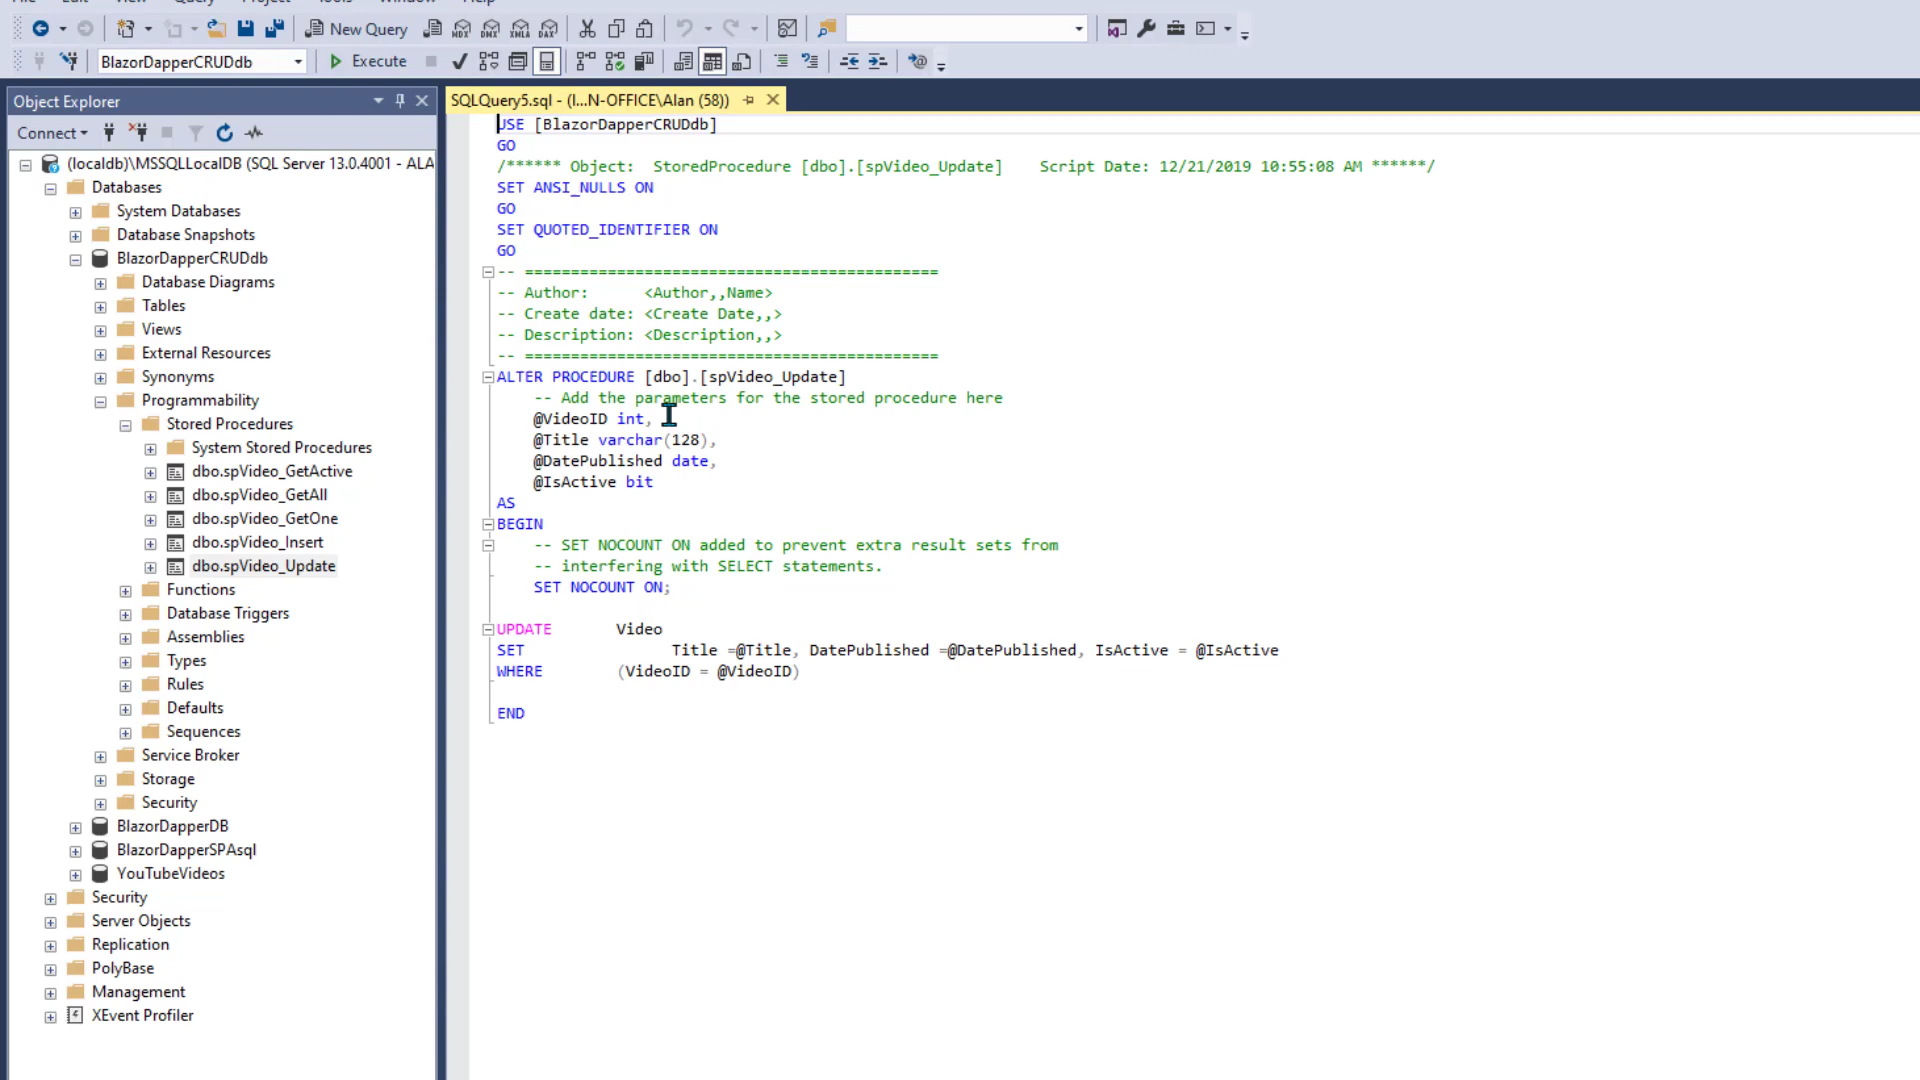 New Query
MDX DMX XMLA DAX
BlazorDapperCRUDdb
Execute
Object Explorer
Connect
(localdb)\MSSQLLocalDB (SQL Server 13.0.4001 - ALA
Databases
System Databases
Database Snapshots
BlazorDapperCRUDdb
Database Diagrams
Tables
Views
External Resources
Synonyms
Programmability
Stored Procedures
System Stored Procedures
dbo.spVideo_GetActive
dbo.spVideo_GetAll
dbo.spVideo_GetOne
dbo.spVideo_Insert
dbo.spVideo_Update
Functions
Database Triggers
Assemblies
Types
Rules
Defaults
Sequences
Service Broker
Storage
Security
BlazorDapperDB
BlazorDapperSPAsql
YouTubeVideos
Security
Server Objects
Replication
PolyBase
Management
XEvent Profiler
SQLQuery5.sql - (l...N-OFFICE\Alan (58))
USE [BlazorDapperCRUDdb]
GO
/****** Object:  StoredProcedure [dbo].[spVideo_Update]    Script Date: 12/21/2019 10:55:08 AM ******/
SET ANSI_NULLS ON
GO
SET QUOTED_IDENTIFIER ON
GO
-- =============================================
-- Author:      <Author,,Name>
-- Create date: <Create Date,,>
-- Description: <Description,,>
-- =============================================
ALTER PROCEDURE [dbo].[spVideo_Update]
-- Add the parameters for the stored procedure here
@VideoID int,
@Title varchar(128),
@DatePublished date,
@IsActive bit
AS
BEGIN
-- SET NOCOUNT ON added to prevent extra result sets from
-- interfering with SELECT statements.
SET NOCOUNT ON;
UPDATE       Video
SET                Title =@Title, DatePublished =@DatePublished, IsActive = @IsActive
WHERE        (VideoID = @VideoID)
END